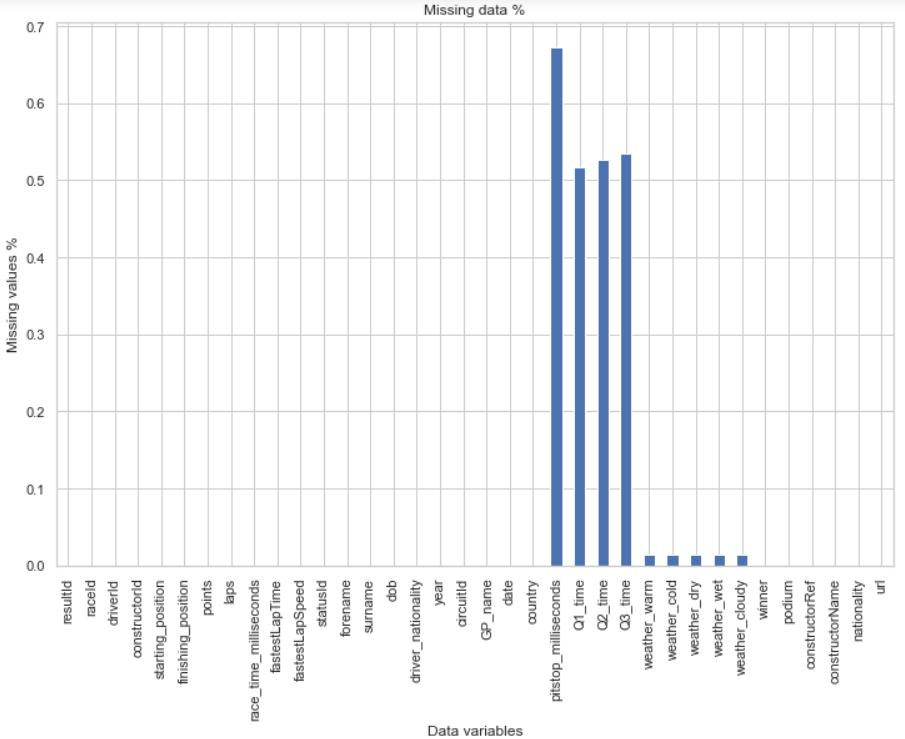 Missing data %
Missing values %
0.7
0.6
0.5
0.4
0.3
0.2
0.1
0.0
resultId
raceId
driverId
constructorId
starting_position
finishing_position
points
laps
race_time_milliseconds
fastestLapTime
fastestLapSpeed
statusId
forename
surname
dob
driver_nationality
year
circuitId
GP_name
date
country
pitstop_milliseconds
Q1_time
Q2_time
Q3_time
weather_warm
weather_cold
weather_dry
weather_wet
weather_cloudy
winner
podium
constructorRef
constructorName
nationality
url
Data variables